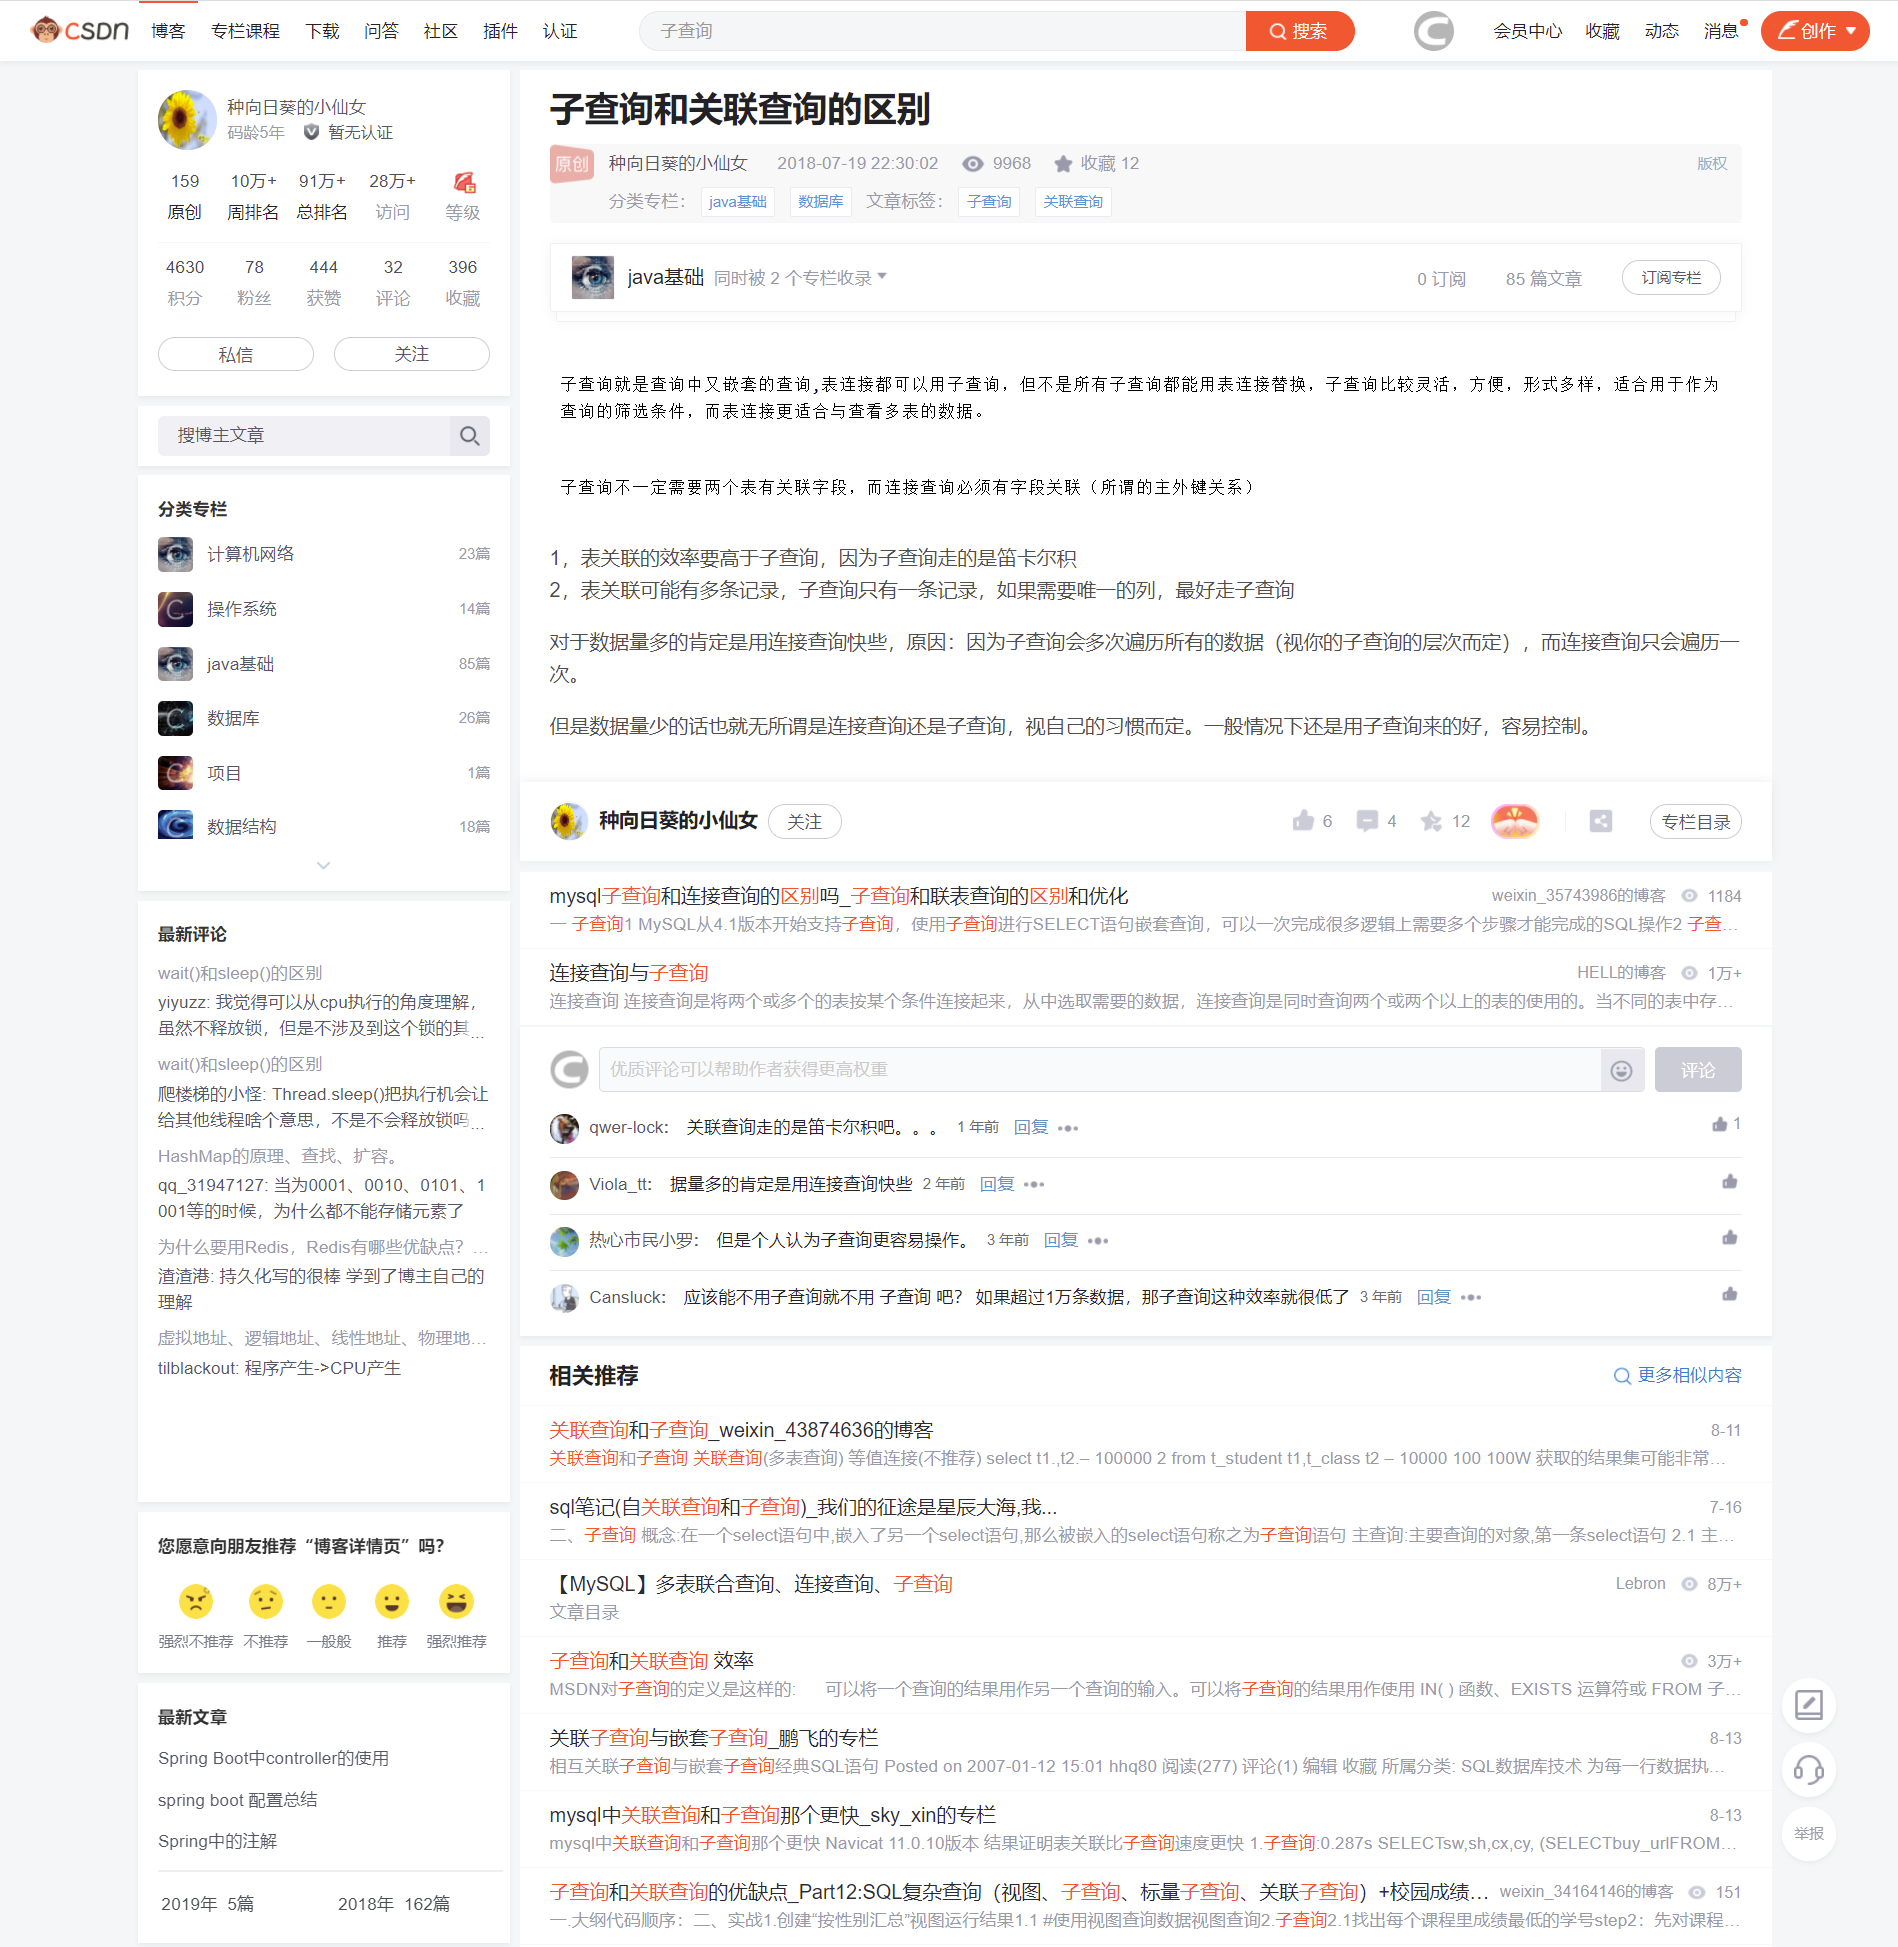 CSDN 博客 专栏课程 下载 问答 社区 插件 认证 子查询 搜索 会员中心 收藏 动态 消息 创作
种向日葵的小仙女
码龄5年 暂无认证
159 10万+ 91万+ 28万+
原创 周排名 总排名 访问 等级
4630 78 444 32 396
积分 粉丝 获赞 评论 收藏
私信 关注
搜博主文章
分类专栏
计算机网络 23篇
操作系统 14篇
java基础 85篇
数据库 26篇
项目 1篇
数据结构 18篇
最新评论
wait()和sleep()的区别
yiyuzz: 我觉得可以从cpu执行的角度理解，
虽然不释放锁，但是不涉及到这个锁的其...
wait()和sleep()的区别
爬楼梯的小怪: Thread.sleep()把执行机会让
给其他线程啥个意思，不是不会释放锁吗...
HashMap的原理、查找、扩容。
qq_31947127: 当为0001、0010、0101、1
001等的时候，为什么都不能存储元素了
为什么要用Redis，Redis有哪些优缺点？...
渣渣港: 持久化写的很棒 学到了博主自己的
理解
虚拟地址、逻辑地址、线性地址、物理地...
tilblackout: 程序产生->CPU产生
您愿意向朋友推荐“博客详情页”吗？
强烈不推荐 不推荐 一般般 推荐 强烈推荐
最新文章
Spring Boot中controller的使用
spring boot 配置总结
Spring中的注解
2019年 5篇 2018年 162篇
子查询和关联查询的区别
原创 种向日葵的小仙女 2018-07-19 22:30:02 9968 收藏 12 版权
分类专栏： java基础 数据库 文章标签： 子查询 关联查询
java基础 同时被 2 个专栏收录 0 订阅 85 篇文章 订阅专栏
子查询就是查询中又嵌套的查询,表连接都可以用子查询，但不是所有子查询都能用表连接替换，子查询比较灵活，方便，形式多样，适合用于作为
查询的筛选条件，而表连接更适合与查看多表的数据。
子查询不一定需要两个表有关联字段，而连接查询必须有字段关联（所谓的主外键关系）
1，表关联的效率要高于子查询，因为子查询走的是笛卡尔积
2，表关联可能有多条记录，子查询只有一条记录，如果需要唯一的列，最好走子查询
对于数据量多的肯定是用连接查询快些，原因：因为子查询会多次遍历所有的数据（视你的子查询的层次而定），而连接查询只会遍历一
次。
但是数据量少的话也就无所谓是连接查询还是子查询，视自己的习惯而定。一般情况下还是用子查询来的好，容易控制。
种向日葵的小仙女 关注 6 4 12 专栏目录
mysql子查询和连接查询的区别吗_子查询和联表查询的区别和优化 weixin_35743986的博客 1184
一 子查询1 MySQL从4.1版本开始支持子查询，使用子查询进行SELECT语句嵌套查询，可以一次完成很多逻辑上需要多个步骤才能完成的SQL操作2 子查...
连接查询与子查询 HELL的博客 1万+
连接查询 连接查询是将两个或多个的表按某个条件连接起来，从中选取需要的数据，连接查询是同时查询两个或两个以上的表的使用的。当不同的表中存...
优质评论可以帮助作者获得更高权重 评论
qwer-lock： 关联查询走的是笛卡尔积吧。。。 1 年前 回复 1
Viola_tt： 据量多的肯定是用连接查询快些 2 年前 回复
热心市民小罗： 但是个人认为子查询更容易操作。 3 年前 回复
Cansluck： 应该能不用子查询就不用 子查询 吧？ 如果超过1万条数据，那子查询这种效率就很低了 3 年前 回复
相关推荐 更多相似内容
关联查询和子查询_weixin_43874636的博客 8-11
关联查询和子查询 关联查询(多表查询) 等值连接(不推荐) select t1.,t2.– 100000 2 from t_student t1,t_class t2 – 10000 100 100W 获取的结果集可能非常...
sql笔记(自关联查询和子查询)_我们的征途是星辰大海,我... 7-16
二、子查询 概念:在一个select语句中,嵌入了另一个select语句,那么被嵌入的select语句称之为子查询语句 主查询:主要查询的对象,第一条select语句 2.1 主...
【MySQL】多表联合查询、连接查询、子查询 Lebron 8万+
文章目录
子查询和关联查询 效率 3万+
MSDN对子查询的定义是这样的: 可以将一个查询的结果用作另一个查询的输入。可以将子查询的结果用作使用 IN( ) 函数、EXISTS 运算符或 FROM 子...
关联子查询与嵌套子查询_鹏飞的专栏 8-13
相互关联子查询与嵌套子查询经典SQL语句 Posted on 2007-01-12 15:01 hhq80 阅读(277) 评论(1) 编辑 收藏 所属分类: SQL数据库技术 为每一行数据执...
mysql中关联查询和子查询那个更快_sky_xin的专栏 8-13
mysql中关联查询和子查询那个更快 Navicat 11.0.10版本 结果证明表关联比子查询速度更快 1.子查询:0.287s SELECTsw,sh,cx,cy, (SELECTbuy_urlFROM...
子查询和关联查询的优缺点_Part12:SQL复杂查询（视图、子查询、标量子查询、关联子查询）+校园成绩... weixin_34164146的博客 151
一.大纲代码顺序：二、实战1.创建“按性别汇总”视图运行结果1.1 #使用视图查询数据视图查询2.子查询2.1找出每个课程里成绩最低的学号step2：先对课程...
举报